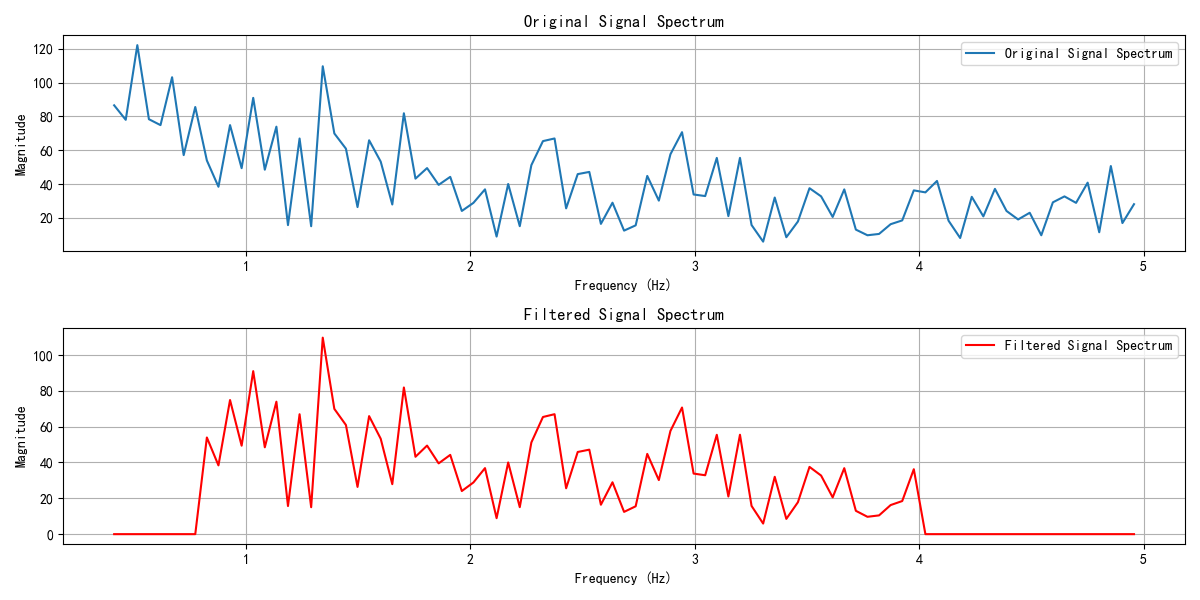 Original Signal Spectrum
Original Signal Spectrum
120
100
80
60
40
20
Magnitude
1 2 3 4 5
Frequency (Hz)
Filtered Signal Spectrum
Filtered Signal Spectrum
100
80
60
40
20
0
Magnitude
1 2 3 4 5
Frequency (Hz)